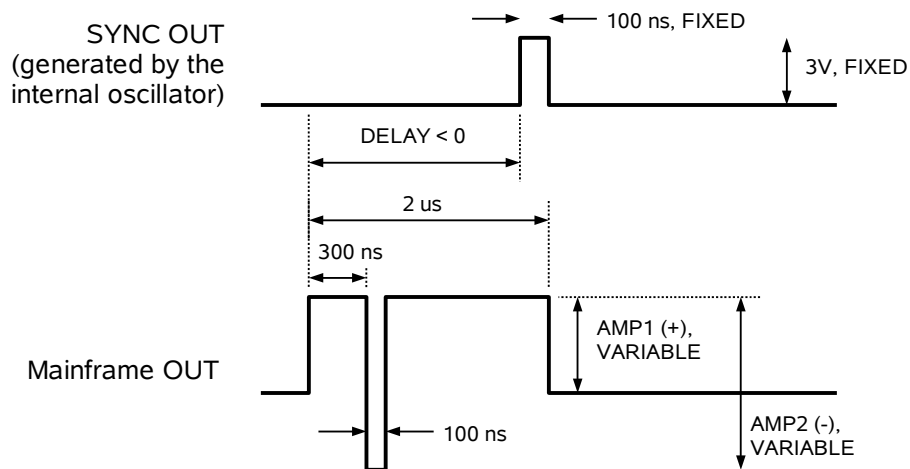 SYNC OUT
(generated by the
internal oscillator)
100 ns, FIXED
3V, FIXED
DELAY < 0
2 us
300 ns
Mainframe OUT
AMP1 (+),
VARIABLE
100 ns
AMP2 (-),
VARIABLE